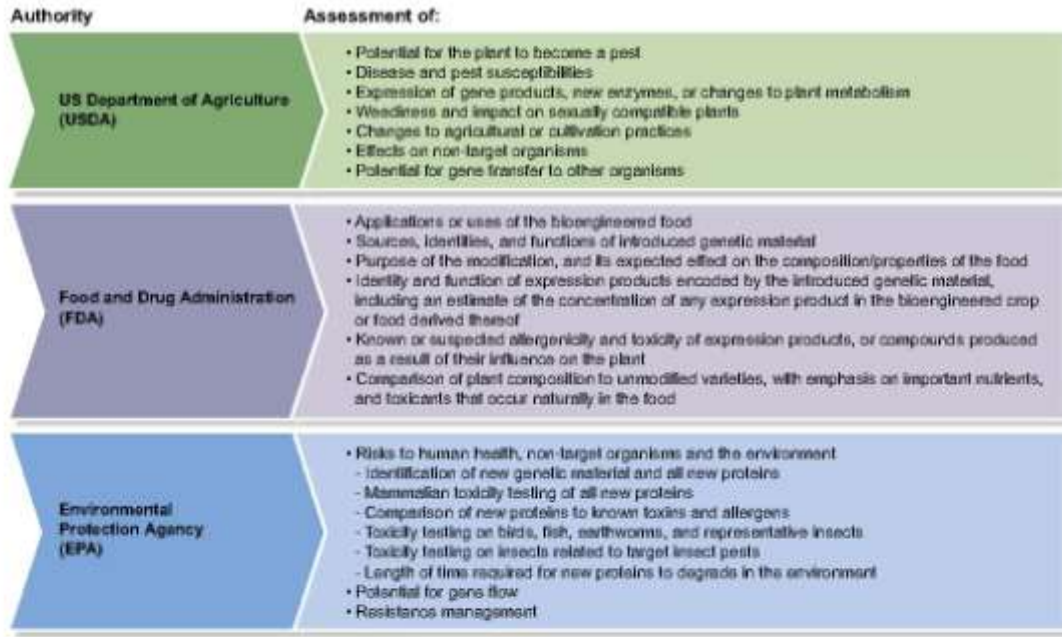 Authority
Assessment of:
US Department of Agriculture
(USDA)
• Potential for the plant to become a pest
• Disease and pest susceptibilities
• Expression of gene products, new enzymes, or changes to plant metabolism
• Weediness and impact on sexually compatible plants
• Changes to agricultural or cultivation practices
• Effects on non-target organisms
• Potential for gene transfer to other organisms
Food and Drug Administration
(FDA)
• Applications or uses of the bioengineered food
• Sources, identities, and functions of introduced genetic material
• Purpose of the modification, and its expected effect on the composition/properties of the food
• Identity and function of expression products encoded by the introduced genetic material,
including an estimate of the concentration of any expression product in the bioengineered crop
or food derived thereof
• Known or suspected allergenicity and toxicity of expression products, or compounds produced
as a result of their influence on the plant
• Comparison of plant composition to unmodified varieties, with emphasis on important nutrients,
and toxicants that occur naturally in the food
Environmental
Protection Agency
(EPA)
• Risks to human health, non-target organisms and the environment
- Identification of new genetic material and all new proteins
- Mammalian toxicity testing of all new proteins
- Comparison of new proteins to known toxins and allergens
- Toxicity testing on birds, fish, earthworms, and representative insects
- Toxicity testing on insects related to target insect pests
- Length of time required for new proteins to degrade in the environment
• Potential for gene flow
• Resistance management